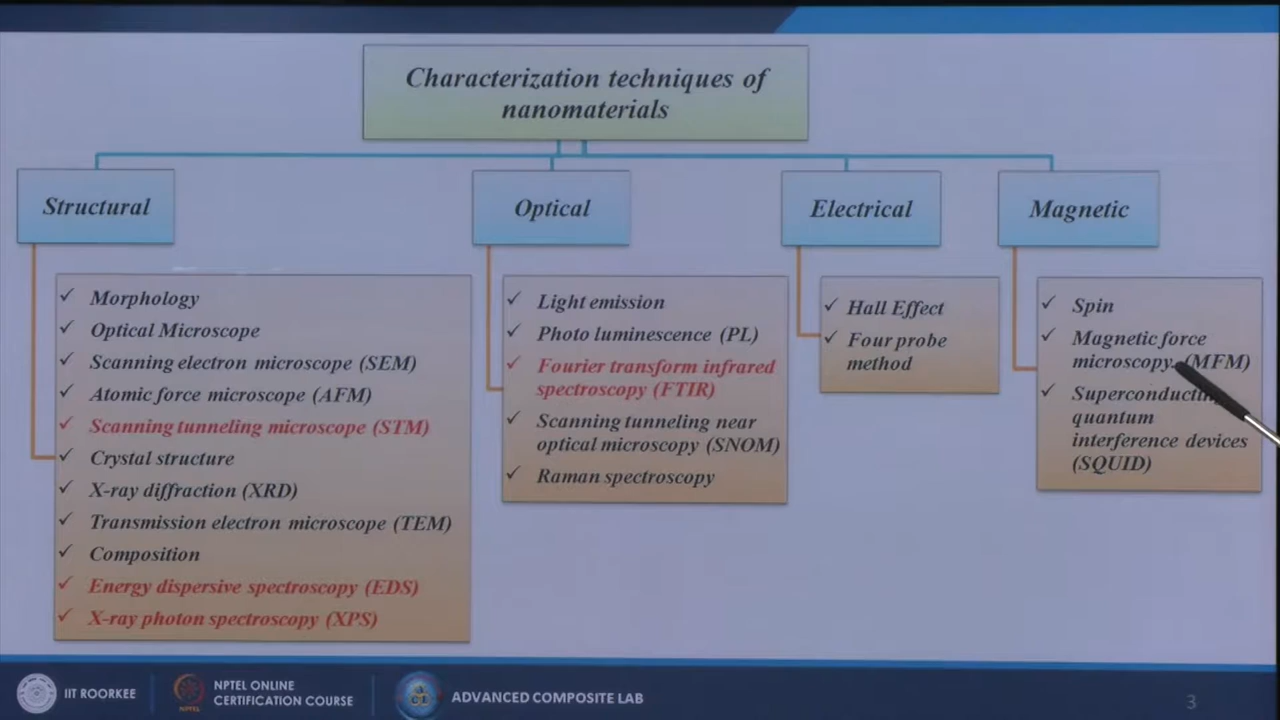 Characterization techniques of
nanomaterials
Structural
Optical
Electrical
Magnetic
✓ Morphology
✓ Optical Microscope
✓ Scanning electron microscope (SEM)
✓ Atomic force microscope (AFM)
✓ Scanning tunneling microscope (STM)
✓ Crystal structure
✓ X-ray diffraction (XRD)
✓ Transmission electron microscope (TEM)
✓ Composition
✓ Energy dispersive spectroscopy (EDS)
✓ X-ray photon spectroscopy (XPS)
✓ Light emission
✓ Photo luminescence (PL)
✓ Fourier transform infrared
spectroscopy (FTIR)
✓ Scanning tunneling near
optical microscopy (SNOM)
✓ Raman spectroscopy
✓ Hall Effect
✓ Four probe
method
✓ Spin
✓ Magnetic force
microscopy (MFM)
✓ Superconducting
quantum
interference devices
(SQUID)
IIT ROORKEE
NPTEL ONLINE
CERTIFICATION COURSE
ADVANCED COMPOSITE LAB
3